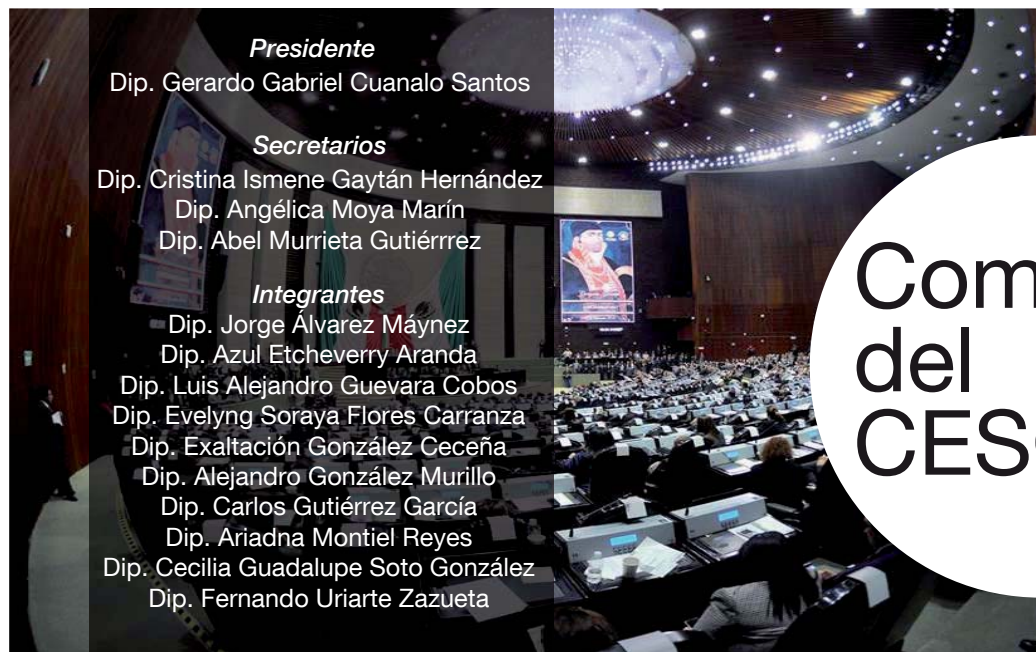 Presidente
Dip. Gerardo Gabriel Cuanalo Santos
Secretarios
Dip. Cristina Ismene Gaytán Hernández
Dip. Angélica Moya Marín
Dip. Abel Murrieta Gutiérrrez
Integrantes
Dip. Jorge Álvarez Máynez
Dip. Azul Etcheverry Aranda
Dip. Luis Alejandro Guevara Cobos
Dip. Evelyng Soraya Flores Carranza
Dip. Exaltación González Ceceña
Dip. Alejandro González Murillo
Dip. Carlos Gutiérrez García
Dip. Ariadna Montiel Reyes
Dip. Cecilia Guadalupe Soto González
Dip. Fernando Uriarte Zazueta
Com
del
CES